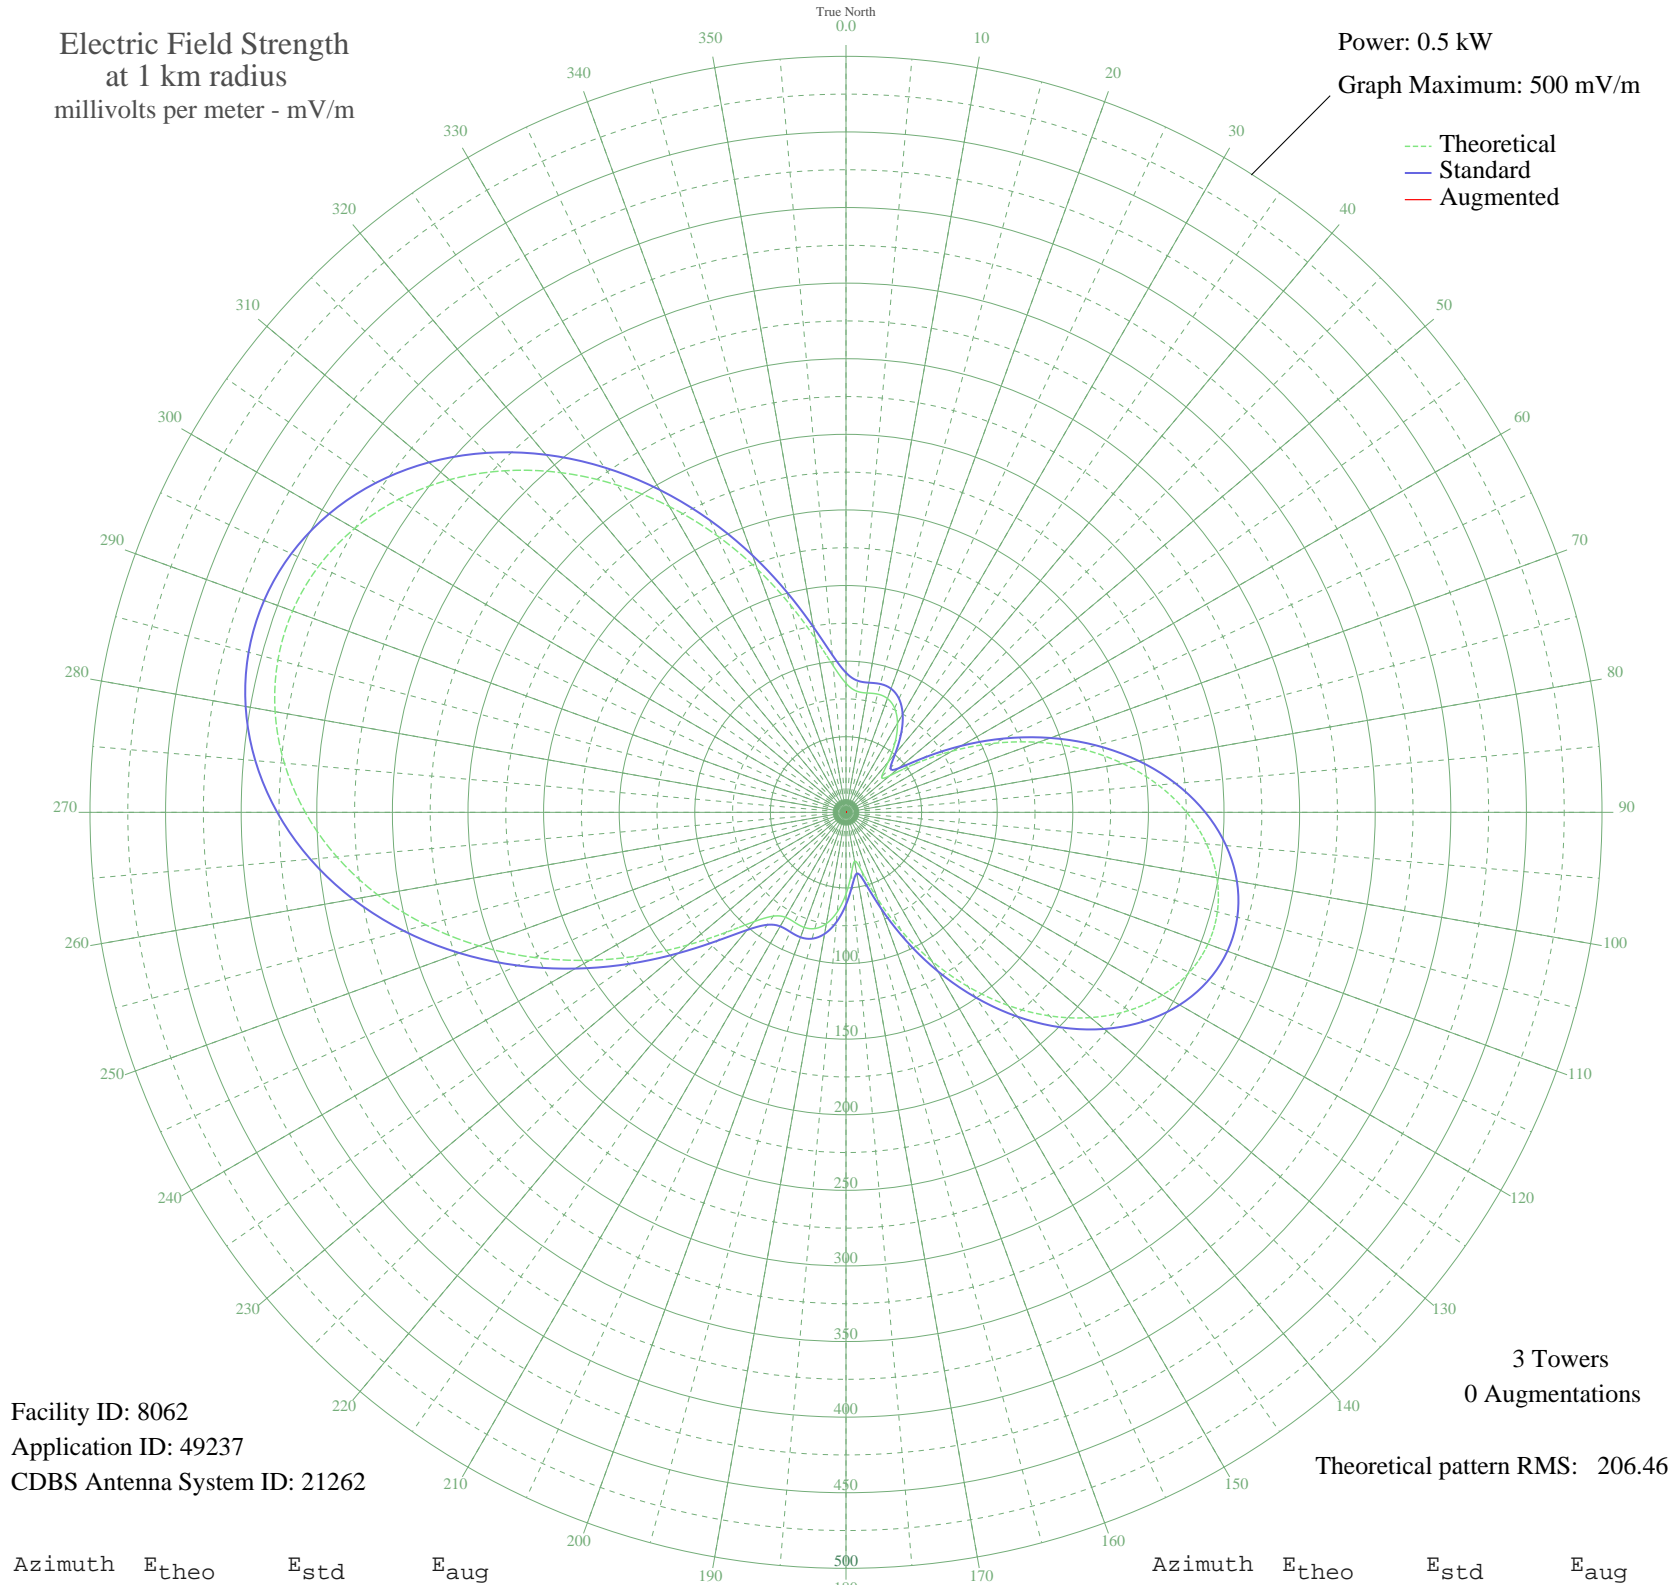 True North
Electric Field Strength
at 1 km radius
millivolts per meter - mV/m
Power: 0.5 kW
Graph Maximum: 500 mV/m
Theoretical
Standard
Augmented
0.0
10
20
30
40
50
60
70
80
90
100
110
120
130
140
150
160
170
190
200
210
220
230
240
250
260
270
280
290
300
310
320
330
340
350
100
150
200
250
300
350
400
450
500
3 Towers
0 Augmentations
Theoretical pattern RMS: 206.46
Facility ID: 8062
Application ID: 49237
CDBS Antenna System ID: 21262
Azimuth Etheo Estd Eaug Azimuth Etheo Estd Eaug